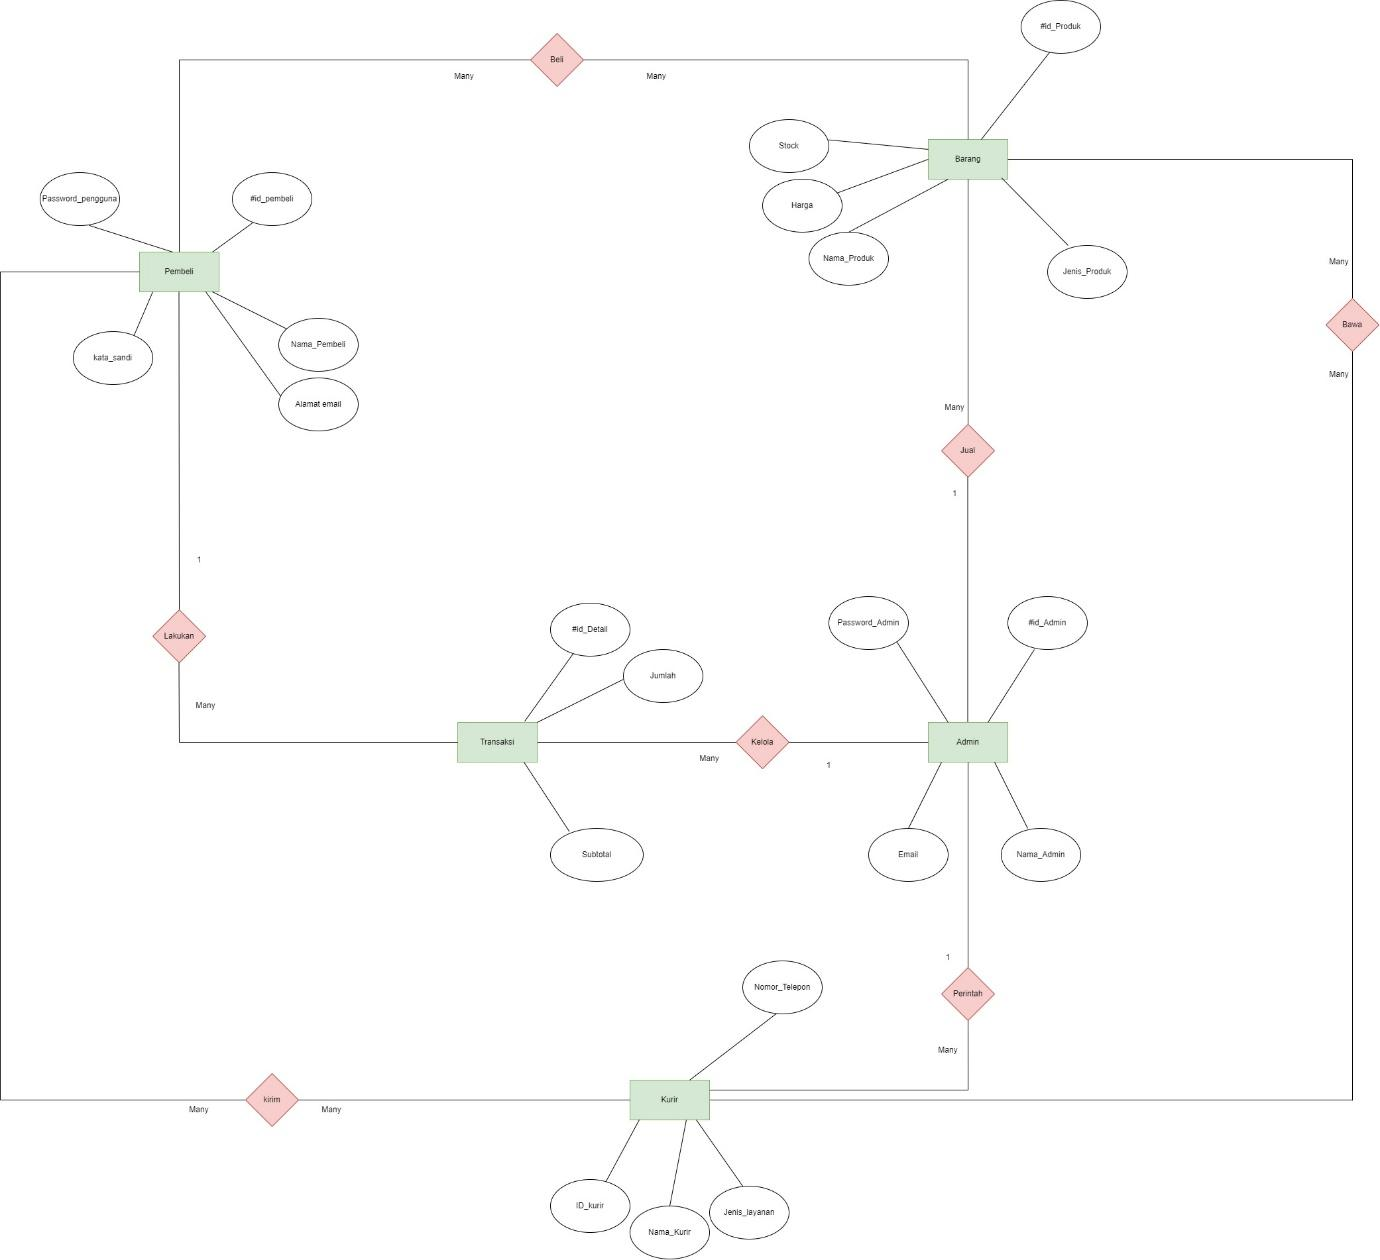 #id_Produk
Beli
Many
Many
Stock
Barang
Harga
Password_pengguna
#id_pembeli
Nama_Produk
Jenis_Produk
Many
Pembeli
Bawa
Nama_Pembeli
kata_sandi
Many
Alamat email
Many
Jual
1
1
Password_Admin
#id_Admin
#id_Detail
Lakukan
Jumlah
Many
Transaksi
Kelola
Admin
Many
1
Subtotal
Email
Nama_Admin
1
Nomor_Telepon
Perintah
Many
kirim
Kurir
Many
Many
ID_kurir
Jenis_layanan
Nama_Kurir